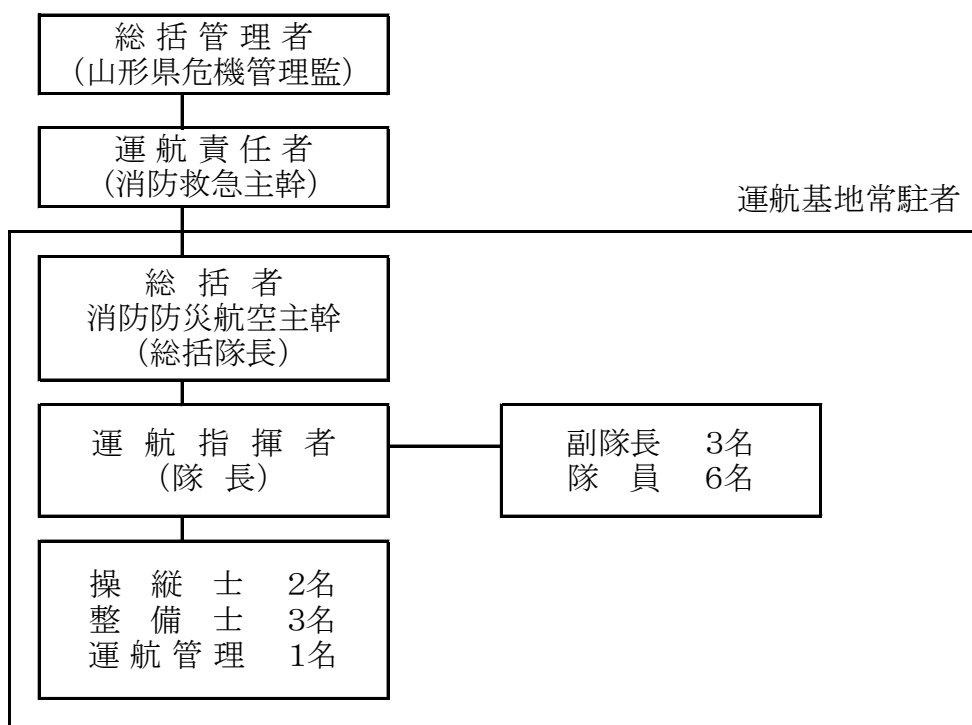 総括管理者
(山形県危機管理監)
運航責任者
(消防救急主幹)
運航基地常駐者
総括者
消防防災航空主幹
(総括隊長)
運航指揮者
(隊長)
副隊長 3名
隊員 6名
操縦士 2名
整備士 3名
運航管理 1名